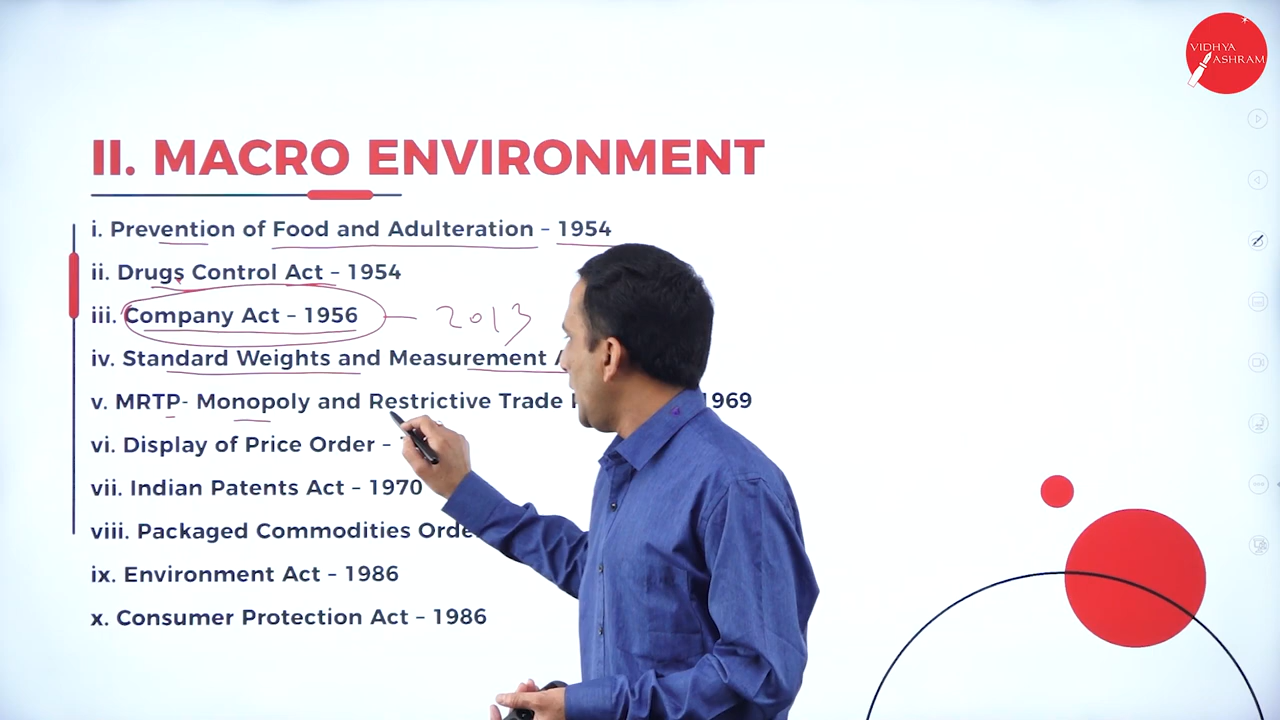 VIDHYA
ASHRAM
II. MACRO ENVIRONMENT
i. Prevention of Food and Adulteration – 1954
ii. Drugs Control Act – 1954
iii. Company Act – 1956 — 2013
iv. Standard Weights and Measurement
v. MRTP- Monopoly and Restrictive Trade 1969
vi. Display of Price Order –
vii. Indian Patents Act – 1970
viii. Packaged Commodities
ix. Environment Act – 1986
x. Consumer Protection Act – 1986